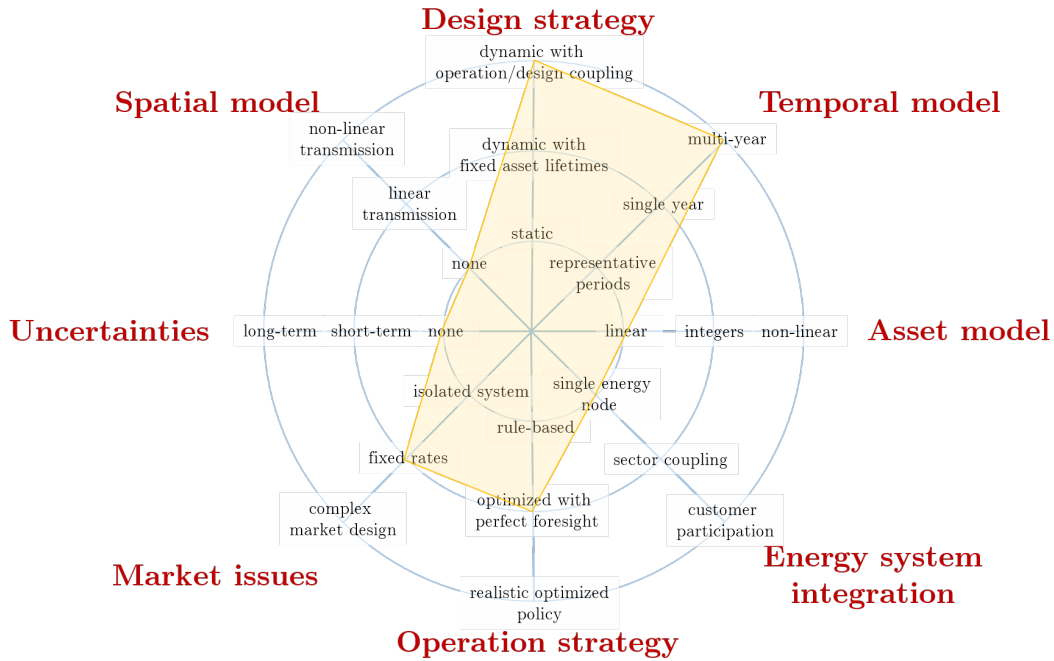 Design strategy
dynamic with
operation/design coupling
Spatial model
Temporal model
non-linear
transmission
multi-year
dynamic with
fixed asset lifetimes
linear
transmission
single year
static
none
representative
periods
Uncertainties
long-term
short-term
none
linear
integers
non-linear
Asset model
isolated system
single energy
node
rule-based
fixed rates
sector coupling
complex
market design
optimized with
perfect foresight
customer
participation
Market issues
Energy system
integration
realistic optimized
policy
Operation strategy